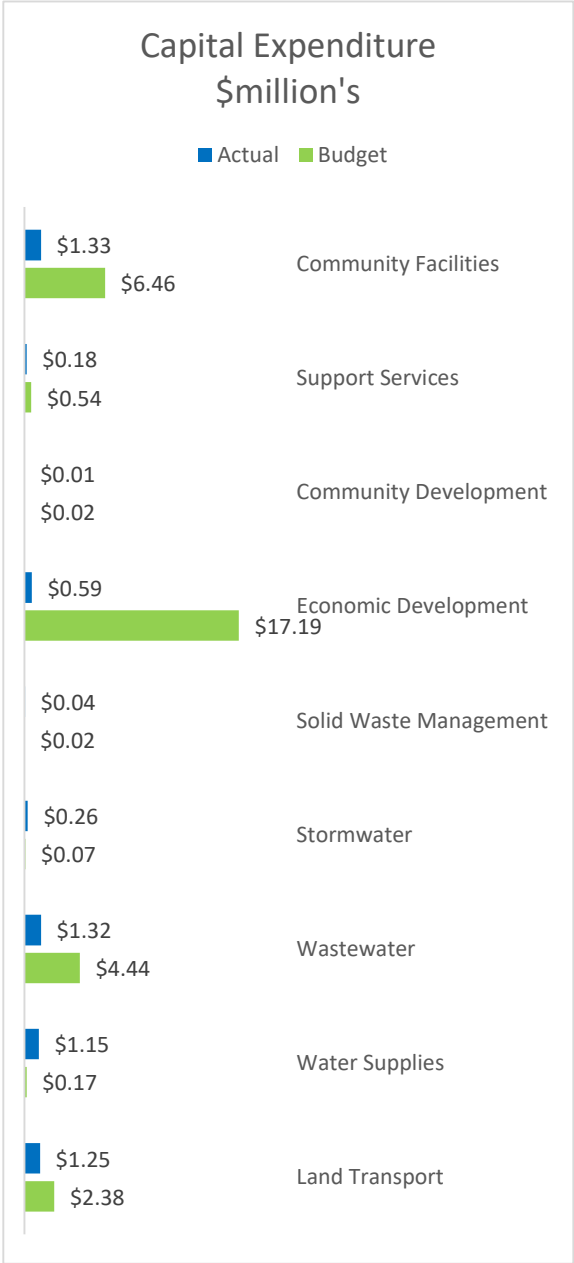 Capital Expenditure
$million's
Actual Budget
$1.33
Community Facilities
$6.46
$0.18
Support Services
$0.54
$0.01
Community Development
$0.02
$0.59
Economic Development
$17.19
$0.04
Solid Waste Management
$0.02
$0.26
Stormwater
$0.07
$1.32
Wastewater
$4.44
$1.15
Water Supplies
$0.17
$1.25
Land Transport
$2.38